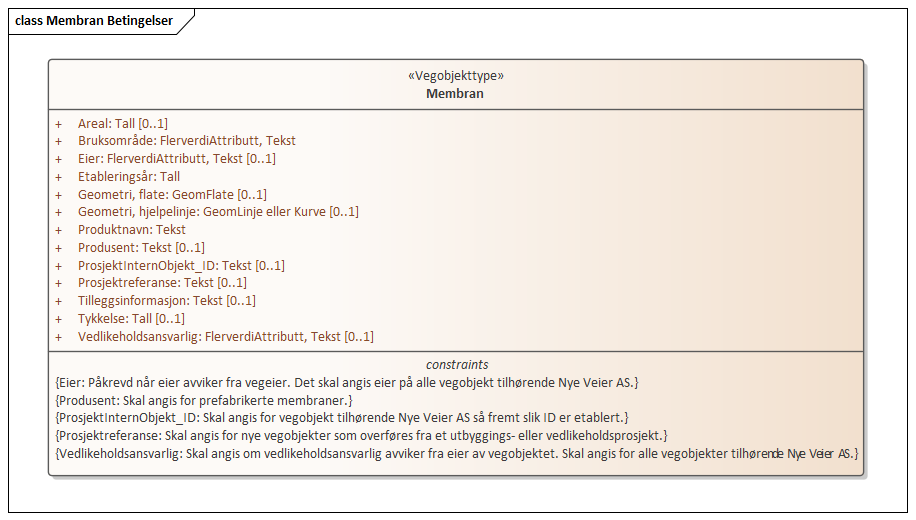 class Membran Betingelser
«Vegobjekttype»
Membran
+ Areal: Tall [0..1]
+ Bruksområde: FlerverdiAttributt, Tekst
+ Eier: FlerverdiAttributt, Tekst [0..1]
+ Etableringsår: Tall
+ Geometri, flate: GeomFlate [0..1]
+ Geometri, hjelpelinje: GeomLinje eller Kurve [0..1]
+ Produktnavn: Tekst
+ Produsent: Tekst [0..1]
+ ProsjektInternObjekt_ID: Tekst [0..1]
+ Prosjektreferanse: Tekst [0..1]
+ Tilleggsinformasjon: Tekst [0..1]
+ Tykkelse: Tall [0..1]
+ Vedlikeholdsansvarlig: FlerverdiAttributt, Tekst [0..1]
constraints
{Eier: Påkrevd når eier avviker fra vegeier. Det skal angis eier på alle vegobjekt tilhørende Nye Veier AS.}
{Produsent: Skal angis for prefabrikerte membraner.}
{ProsjektInternObjekt_ID: Skal angis for vegobjekt tilhørende Nye Veier AS så fremt slik ID er etablert.}
{Prosjektreferanse: Skal angis for nye vegobjekter som overføres fra et utbyggings- eller vedlikeholdsprosjekt.}
{Vedlikeholdsansvarlig: Skal angis om vedlikeholdsansvarlig avviker fra eier av vegobjektet. Skal angis for alle vegobjekter tilhørende Nye Veier AS.}